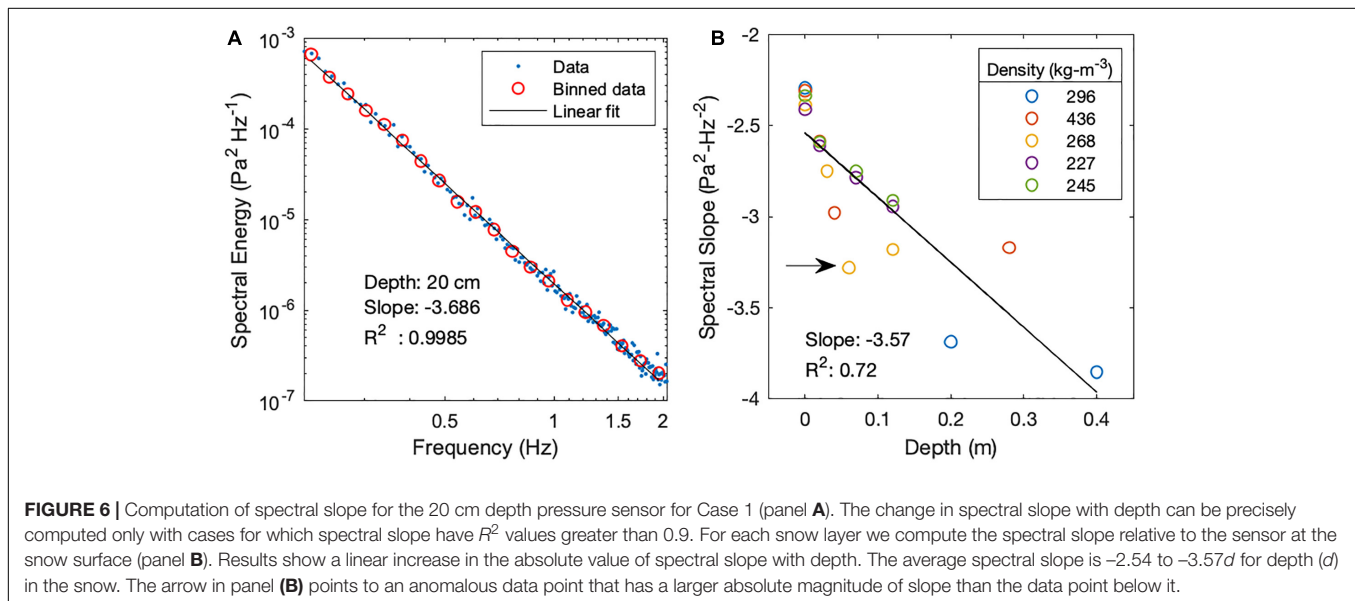 A
10⁻³
10⁻⁴
10⁻⁵
10⁻⁶
10⁻⁷
Spectral Energy (Pa² Hz⁻¹)
Data
Binned data
Linear fit
Depth: 20 cm
Slope: -3.686
R² : 0.9985
0.5
1
1.5
2
Frequency (Hz)
B
-2
-2.5
-3
-3.5
-4
Spectral Slope (Pa²-Hz⁻²)
Density (kg-m⁻³)
296
436
268
227
245
Slope: -3.57
R²: 0.72
0
0.1
0.2
0.3
0.4
Depth (m)
FIGURE 6 | Computation of spectral slope for the 20 cm depth pressure sensor for Case 1 (panel A). The change in spectral slope with depth can be precisely
computed only with cases for which spectral slope have R² values greater than 0.9. For each snow layer we compute the spectral slope relative to the sensor at the
snow surface (panel B). Results show a linear increase in the absolute value of spectral slope with depth. The average spectral slope is –2.54 to –3.57d for depth (d)
in the snow. The arrow in panel (B) points to an anomalous data point that has a larger absolute magnitude of slope than the data point below it.